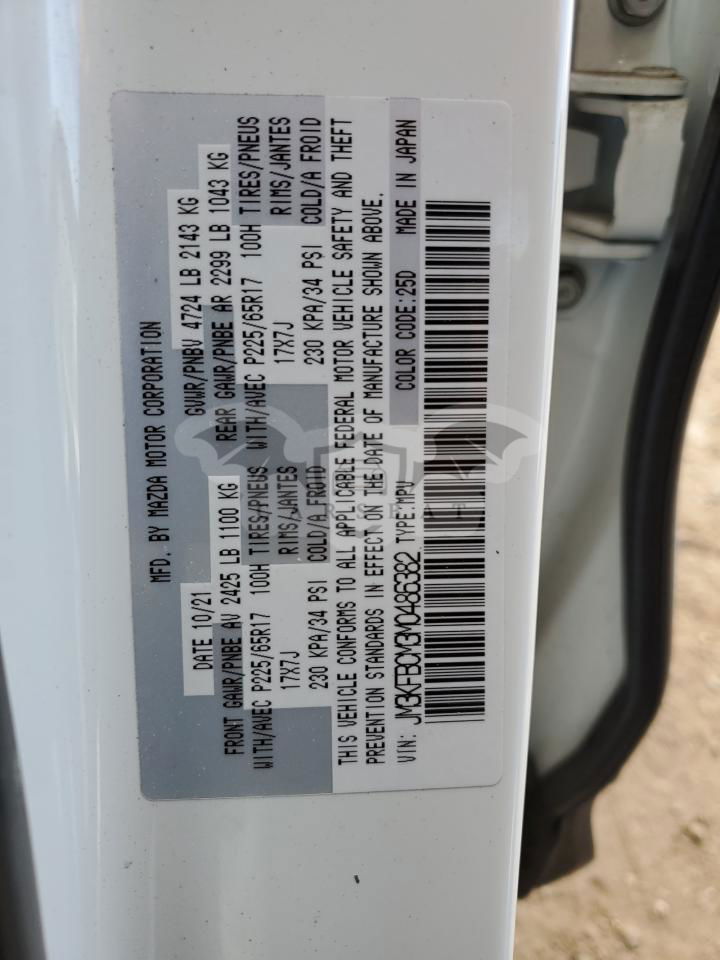 MFD. BY MAZDA MOTOR CORPORATION
DATE 10/21 GVWR/PNBV 4724 LB 2143 KG
FRONT GAWR/PNBE AV 2425 LB 1100 KG REAR GAWR/PNBE AR 2299 LB 1043 KG
WITH/AVEC P225/65R17 100H TIRES/PNEUS WITH/AVEC P225/65R17 100H TIRES/PNEUS
17X7J RIMS/JANTES 17X7J RIMS/JANTES
230 KPA/34 PSI COLD/A FROID 230 KPA/34 PSI COLD/A FROID
THIS VEHICLE CONFORMS TO ALL APPLICABLE FEDERAL MOTOR VEHICLE SAFETY AND THEFT
PREVENTION STANDARDS IN EFFECT ON THE DATE OF MANUFACTURE SHOWN ABOVE.
VIN: JM3KFBCM3M0486382 TYPE:MPV COLOR CODE:25D MADE IN JAPAN
CARSFAT